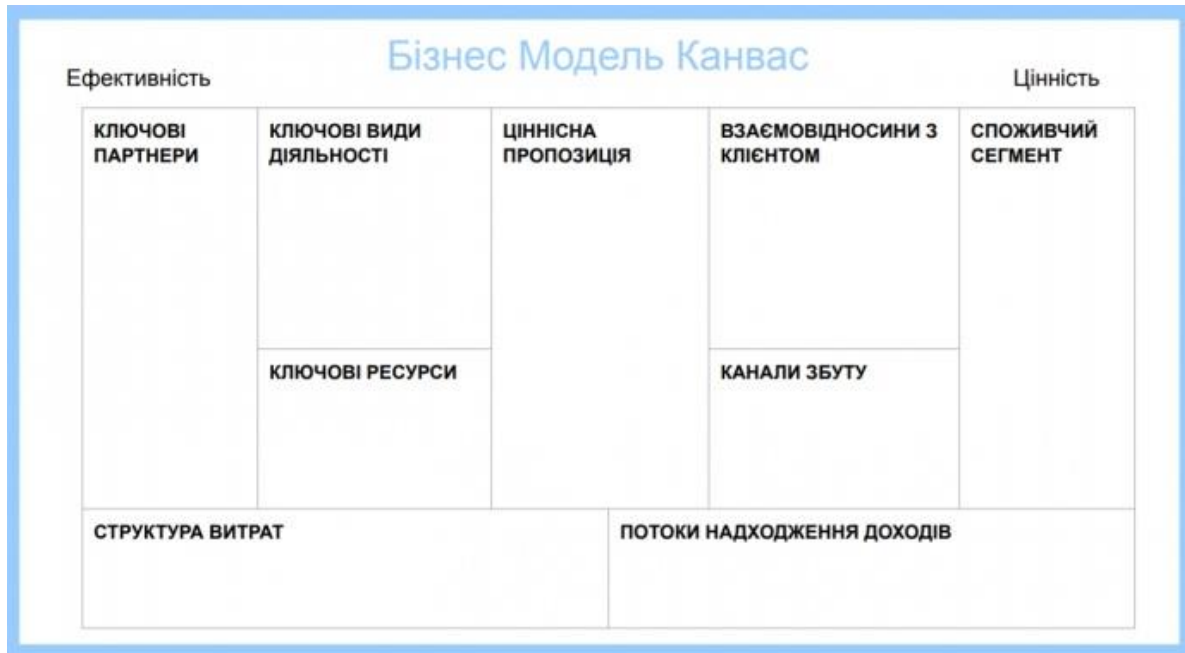 Бізнес Модель Канвас
Ефективність
Цінність
КЛЮЧОВІ
ПАРТНЕРИ
КЛЮЧОВІ ВИДИ
ДІЯЛЬНОСТІ
ЦІННІСНА
ПРОПОЗИЦІЯ
ВЗАЄМОВІДНОСИНИ З
КЛІЄНТОМ
СПОЖИВЧИЙ
СЕГМЕНТ
КЛЮЧОВІ РЕСУРСИ
КАНАЛИ ЗБУТУ
СТРУКТУРА ВИТРАТ
ПОТОКИ НАДХОДЖЕННЯ ДОХОДІВ